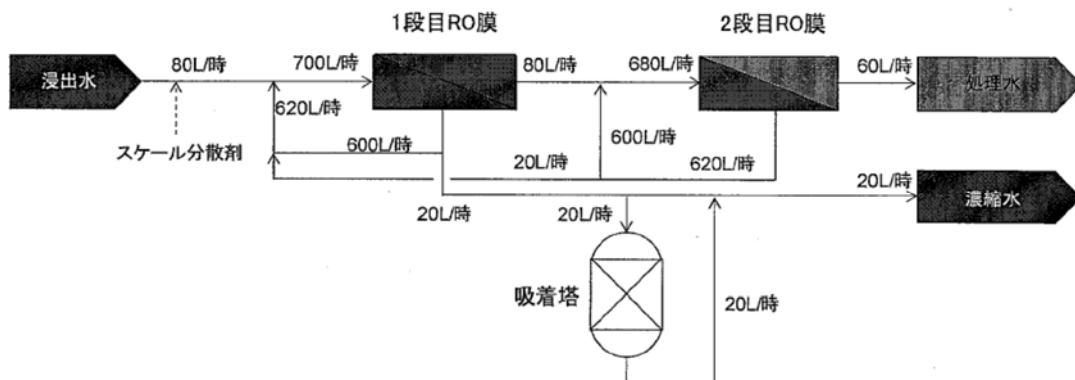 1段目RO膜
2段目RO膜
浸出水
80L/時
700L/時
80L/時
680L/時
60L/時
処理水
620L/時
スケール分散剤
600L/時
20L/時
600L/時
620L/時
20L/時
濃縮水
20L/時
20L/時
吸着塔
20L/時